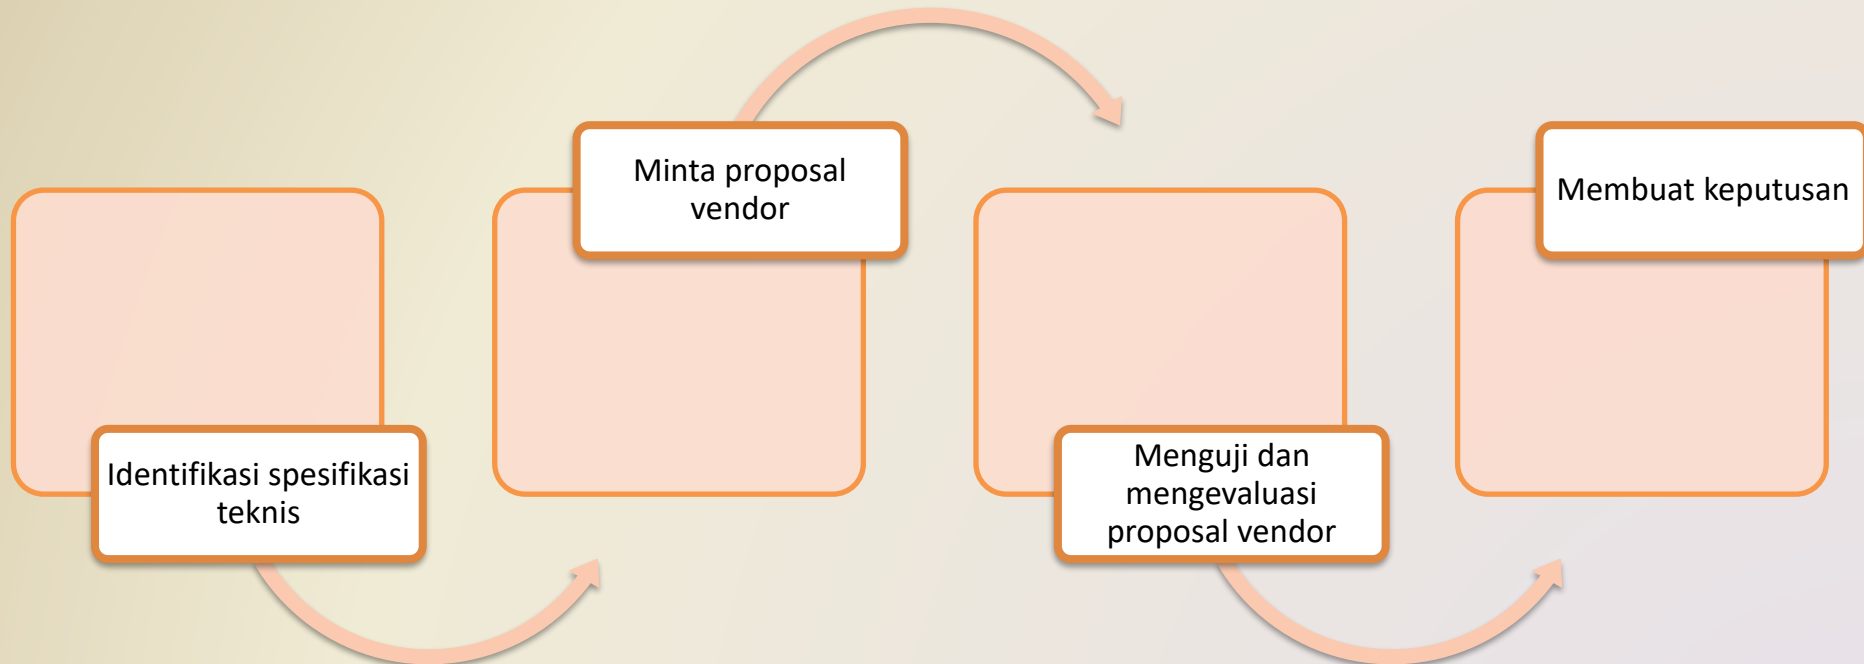 Identifikasi spesifikasi
teknis
Minta proposal
vendor
Menguji dan
mengevaluasi
proposal vendor
Membuat keputusan